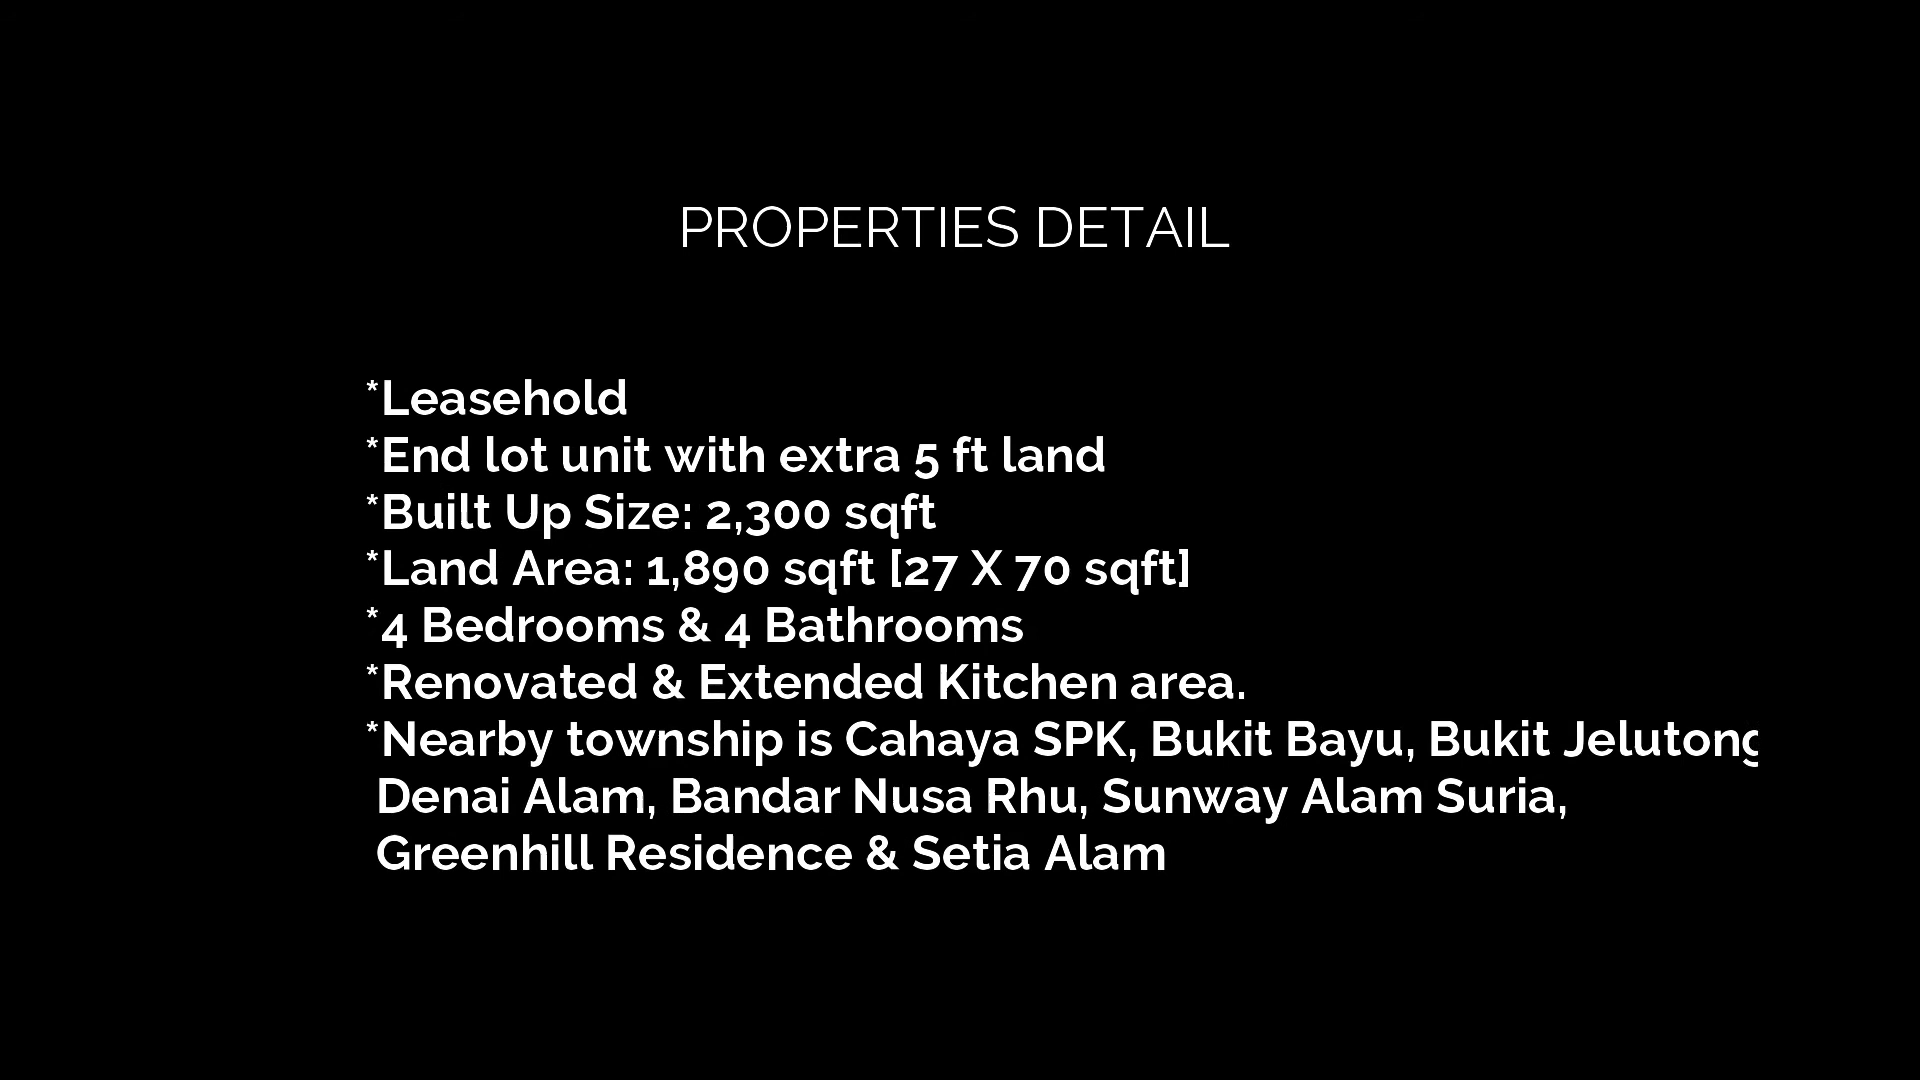 PROPERTIES DETAIL
*Leasehold
*End lot unit with extra 5 ft land
*Built Up Size: 2,300 sqft
*Land Area: 1,890 sqft [27 X 70 sqft]
*4 Bedrooms & 4 Bathrooms
*Renovated & Extended Kitchen area.
*Nearby township is Cahaya SPK, Bukit Bayu, Bukit Jelutong
Denai Alam, Bandar Nusa Rhu, Sunway Alam Suria,
Greenhill Residence & Setia Alam